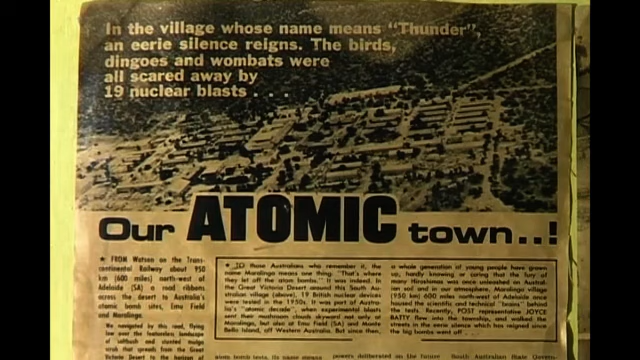 In the village whose name means "Thunder",
an eerie silence reigns. The birds,
dingoes and wombats were
all scared away by
19 nuclear blasts . . .
Our ATOMIC town..!
★ FROM Watson on the Trans-
continental Railway about 950
km (600 miles) north-west of
Adelaide (SA) a road ribbons
across the desert to Australia's
atomic bomb sites, Emu Field
and Maralinga.
We navigated by this road, flying
low over the featureless landscape
of saltbush and stunted mulga
scrub that spreads from the Great
Victoria Desert to the horizon of
★ TO those Australians who remember it, the
name Maralinga means one thing. "That's where
they let off the atom bombs." It was indeed. In
the Great Victoria Desert around this South Aus-
tralian village (above), 19 British nuclear devices
were tested in the 1950s. It was part of Austra-
lia's "atomic decade", when experimental blasts
sent their mushroom clouds skyward not only at
Maralinga, but also at Emu Field (SA) and Monte
Bello Island, off Western Australia. But since then,
a whole generation of young people have grown
up, hardly knowing or caring that the fury of
many Hiroshimas was once unleashed on Austral-
ian soil and in our atmosphere. Maralinga village
(950 km) 600 miles north-west of Adelaide once
housed the scientific and technical "brains" behind
the tests. Recently, POST representative JOYCE
BATTY flew into the township, and walked the
streets in the eerie silence which has reigned since
the big bombs went off . . .